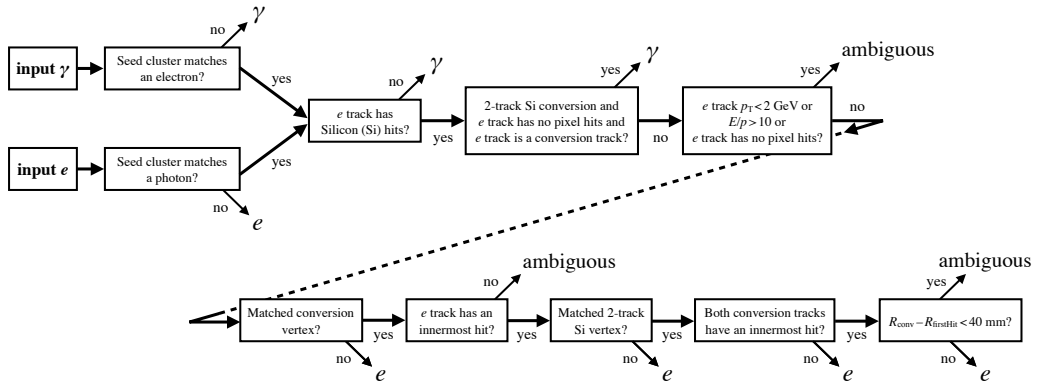 no
γ
input γ
Seed cluster matches
an electron?
yes
no
γ
e track has
Silicon (Si) hits?
yes
yes
γ
2-track Si conversion and
e track has no pixel hits and
e track is a conversion track?
no
yes
ambiguous
e track pT < 2 GeV or
E/p > 10 or
e track has no pixel hits?
no
input e
Seed cluster matches
a photon?
yes
no
e
Matched conversion
vertex?
yes
no
e
no
ambiguous
e track has an
innermost hit?
yes
Matched 2-track
Si vertex?
yes
no
e
Both conversion tracks
have an innermost hit?
yes
no
e
yes
ambiguous
Rconv − RfirstHit < 40 mm?
no
e